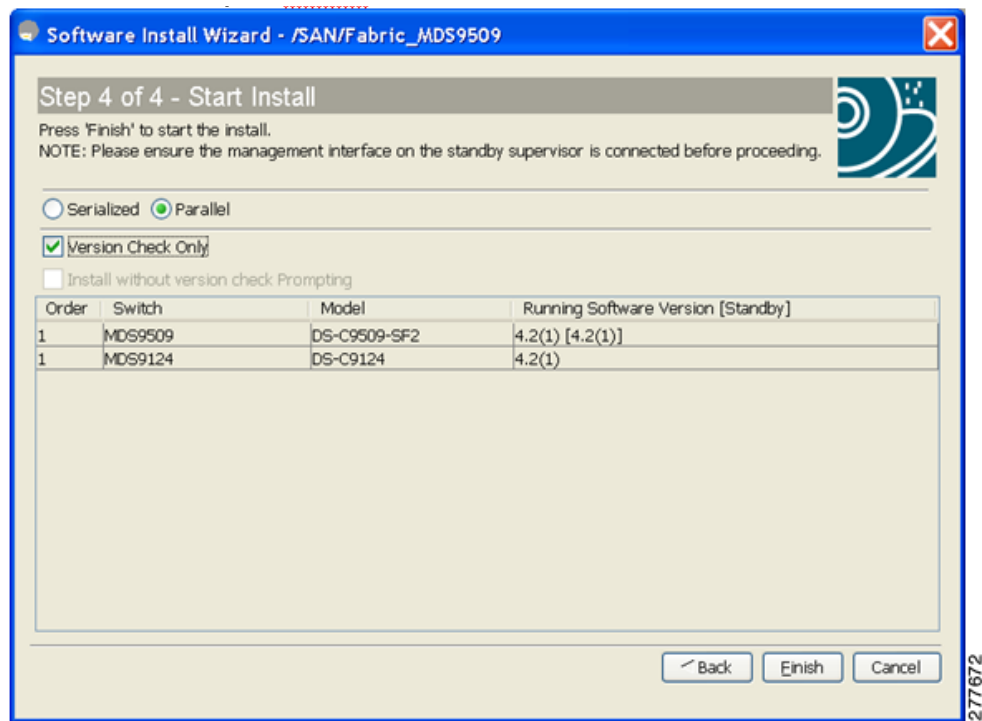 Software Install Wizard - /SAN/Fabric_MDS9509
Step 4 of 4 - Start Install
Press 'Finish' to start the install.
NOTE: Please ensure the management interface on the standby supervisor is connected before proceeding.
Serialized Parallel
Version Check Only
Install without version check Prompting
Order Switch Model Running Software Version [Standby]
1 MDS9509 DS-C9509-SF2 4.2(1) [4.2(1)]
1 MDS9124 DS-C9124 4.2(1)
Back Finish Cancel
277672